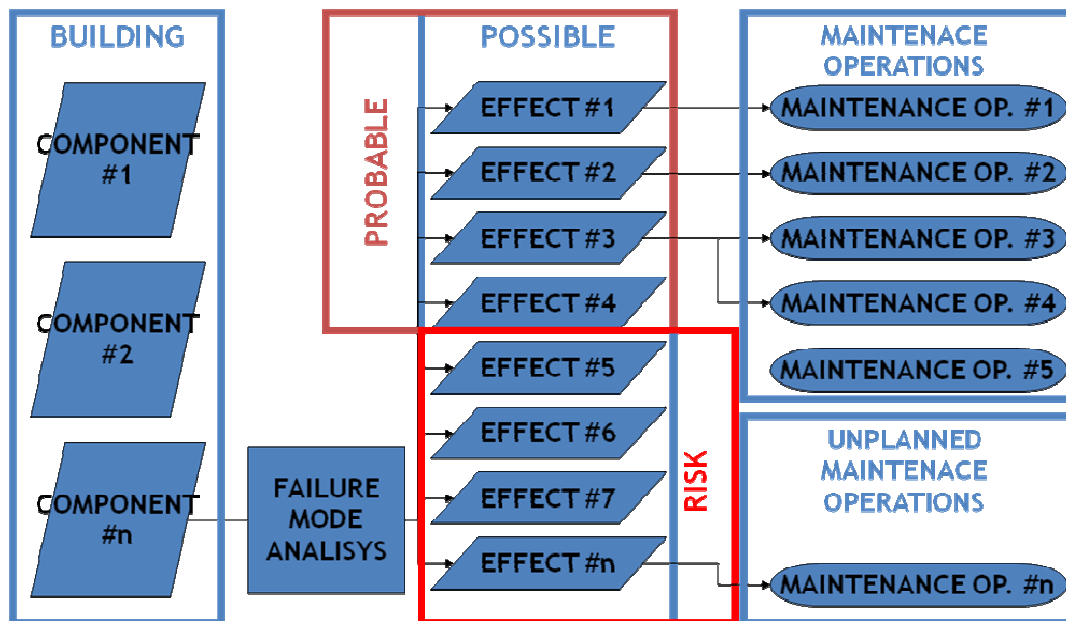 BUILDING
COMPONENT
#1
COMPONENT
#2
COMPONENT
#n
FAILURE
MODE
ANALISYS
PROBABLE
POSSIBLE
EFFECT #1
EFFECT #2
EFFECT #3
EFFECT #4
EFFECT #5
EFFECT #6
EFFECT #7
EFFECT #n
RISK
MAINTENACE
OPERATIONS
MAINTENANCE OP. #1
MAINTENANCE OP. #2
MAINTENANCE OP. #3
MAINTENANCE OP. #4
MAINTENANCE OP. #5
UNPLANNED
MAINTENACE
OPERATIONS
MAINTENANCE OP. #n